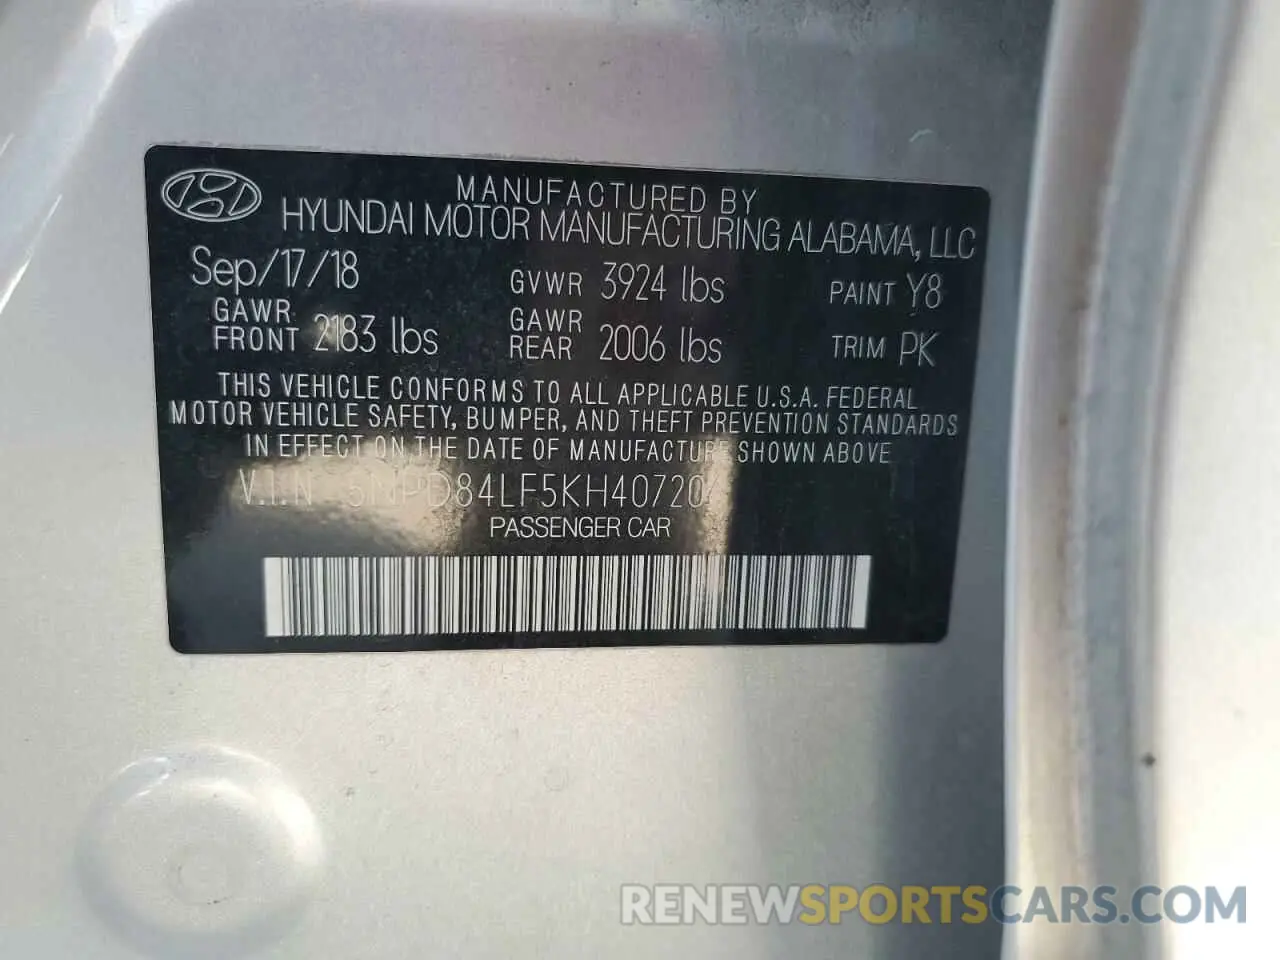 MANUFACTURED BY
HYUNDAI MOTOR MANUFACTURING ALABAMA, LLC
Sep/17/18 GVWR 3924 lbs PAINT Y8
GAWR FRONT 2183 lbs GAWR REAR 2006 lbs TRIM PK
THIS VEHICLE CONFORMS TO ALL APPLICABLE U.S.A. FEDERAL
MOTOR VEHICLE SAFETY, BUMPER, AND THEFT PREVENTION STANDARDS
IN EFFECT ON THE DATE OF MANUFACTURE SHOWN ABOVE
V.I.N 5NPD84LF5KH40720
PASSENGER CAR
RENEWSPORTSCARS.COM